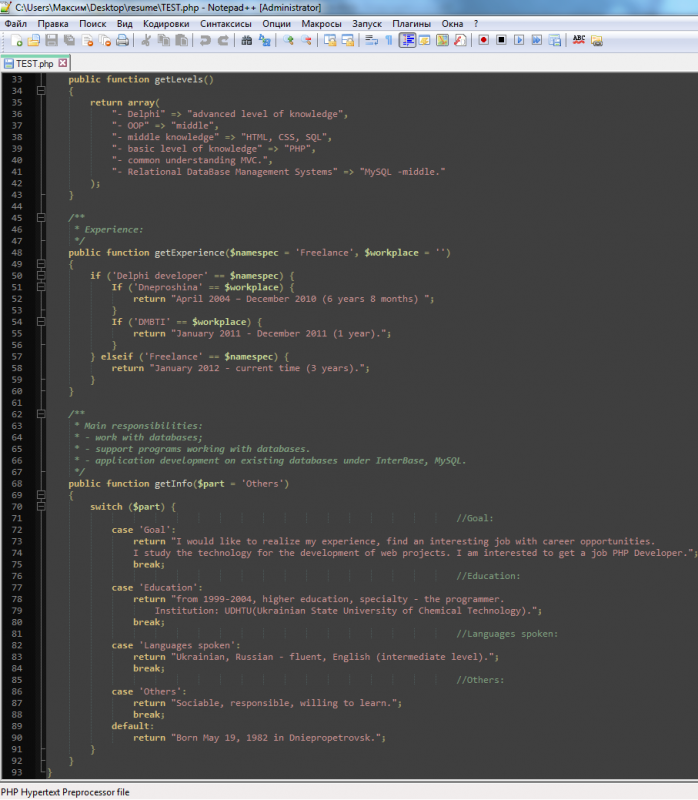 C:\Users\Максим\Desktop\resume\TEST.php - Notepad++ [Administrator]
Файл Правка Поиск Вид Кодировки Синтаксисы Опции Макросы Запуск Плагины Окна ?
TEST.php
33 public function getLevels()
34 {
35 return array(
36 "- Delphi" => "advanced level of knowledge",
37 "- OOP" => "middle",
38 "- middle knowledge" => "HTML, CSS, SQL",
39 "- basic level of knowledge" => "PHP",
40 "- common understanding MVC.",
41 "- Relational DataBase Management Systems" => "MySQL -middle."
42 );
43 }
44
45 /**
46 * Experience:
47 */
48 public function getExperience($namespec = 'Freelance', $workplace = '')
49 {
50 if ('Delphi developer' == $namespec) {
51 If ('Dneproshina' == $workplace) {
52 return "April 2004 – December 2010 (6 years 8 months) ";
53 }
54 If ('DMBTI' == $workplace) {
55 return "January 2011 - December 2011 (1 year).";
56 }
57 } elseif ('Freelance' == $namespec) {
58 return "January 2012 - current time (3 years).";
59 }
60 }
61
62 /**
63 * Main responsibilities:
64 * - work with databases;
65 * - support programs working with databases.
66 * - application development on existing databases under InterBase, MySQL.
67 */
68 public function getInfo($part = 'Others')
69 {
70 switch ($part) {
71 //Goal:
72 case 'Goal':
73 return "I would like to realize my experience, find an interesting job with career opportunities.
74 I study the technology for the development of web projects. I am interested to get a job PHP Developer.";
75 break;
76 //Education:
77 case 'Education':
78 return "from 1999-2004, higher education, specialty - the programmer.
79 Institution: UDHTU(Ukrainian State University of Chemical Technology).";
80 break;
81 //Languages spoken:
82 case 'Languages spoken':
83 return "Ukrainian, Russian - fluent, English (intermediate level).";
84 break;
85 //Others:
86 case 'Others':
87 return "Sociable, responsible, willing to learn.";
88 break;
89 default:
90 return "Born May 19, 1982 in Dniepropetrovsk.";
91 }
92 }
93 }
PHP Hypertext Preprocessor file